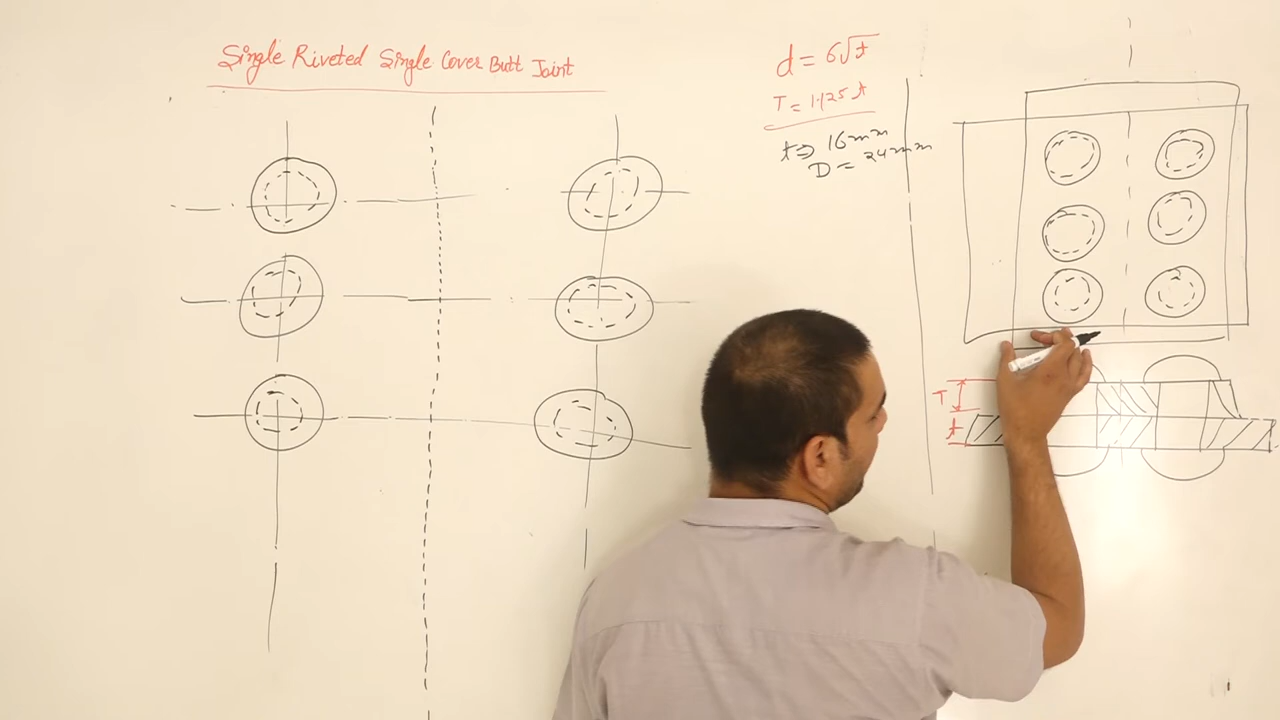 Single Riveted Single Cover Butt Joint
d = 6√t
T = 1.125 t
t ⇒ 16mm
D = 24mm
T
t